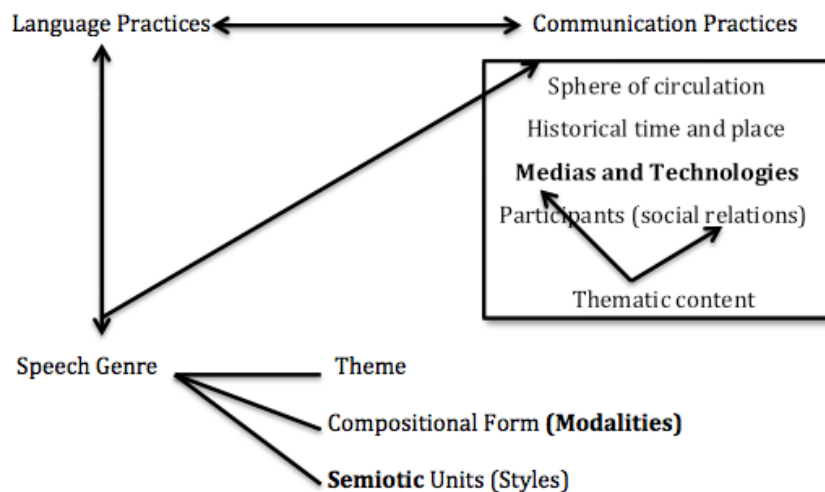 Language Practices
Communication Practices
Sphere of circulation
Historical time and place
Medias and Technologies
Participants (social relations)
Thematic content
Speech Genre
Theme
Compositional Form (Modalities)
Semiotic Units (Styles)